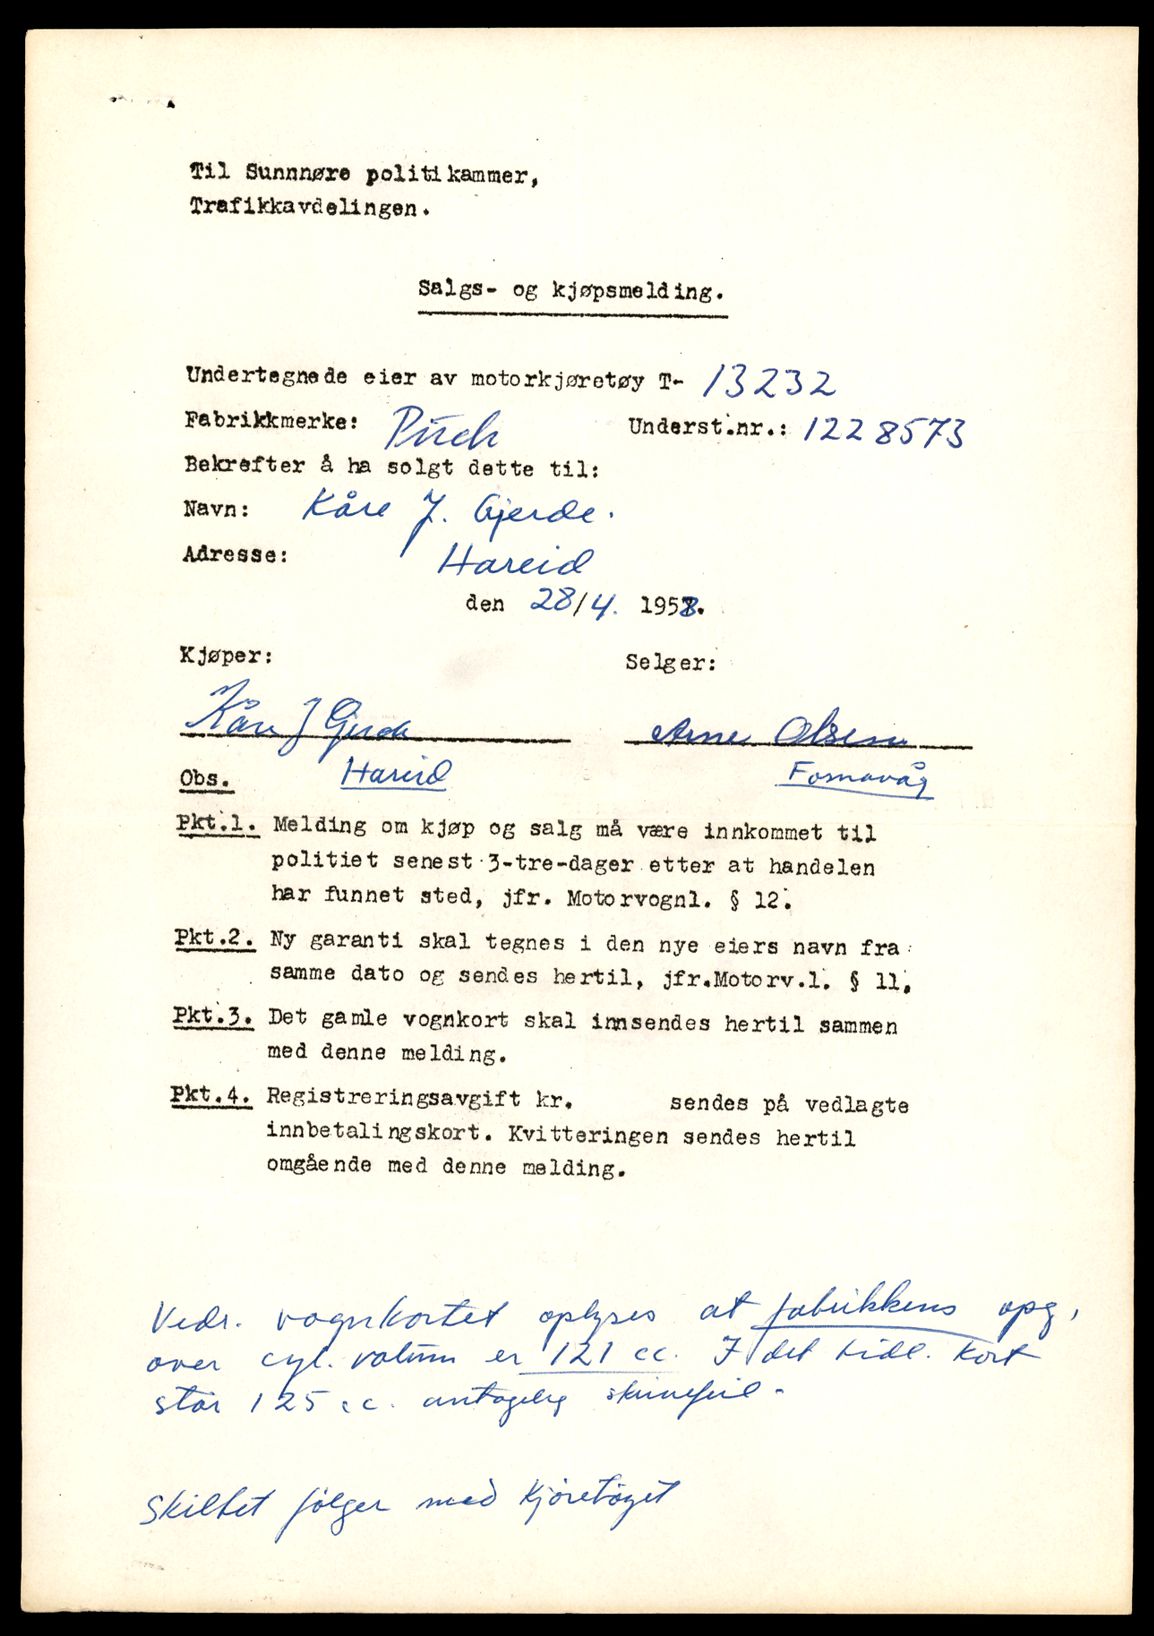 Til Sunnnøre politikammer,
Trafikkavdelingen.
Salgs- og kjøpsmelding.
Undertegnede eier av motorkjøretøy T- 13232
Fabrikkmerke: Püch Underst.nr.: 1228573
Bekrefter å ha solgt dette til:
Navn: Kåre J. Gjerde.
Adresse: Hareid
den 28/4. 1958.
Kjøper: Selger:
Kåre J Gjerde Arne Olsen
Obs. Hareid Fosnavåg
Pkt.1. Melding om kjøp og salg må være innkommet til
politiet senest 3-tre-dager etter at handelen
har funnet sted, jfr. Motorvognl. § 12.
Pkt.2. Ny garanti skal tegnes i den nye eiers navn fra
samme dato og sendes hertil, jfr.Motorv.l. § 11.
Pkt.3. Det gamle vognkort skal innsendes hertil sammen
med denne melding.
Pkt.4. Registreringsavgift kr. sendes på vedlagte
innbetalingskort. Kvitteringen sendes hertil
omgående med denne melding.
Vedr. vognkortet oplyses at fabrikkens opg.
over cyl. volum er 121 cc. I det tidl. kort
står 125 cc. antagelig skrivefeil.
Skiltet følger med kjøretøyet